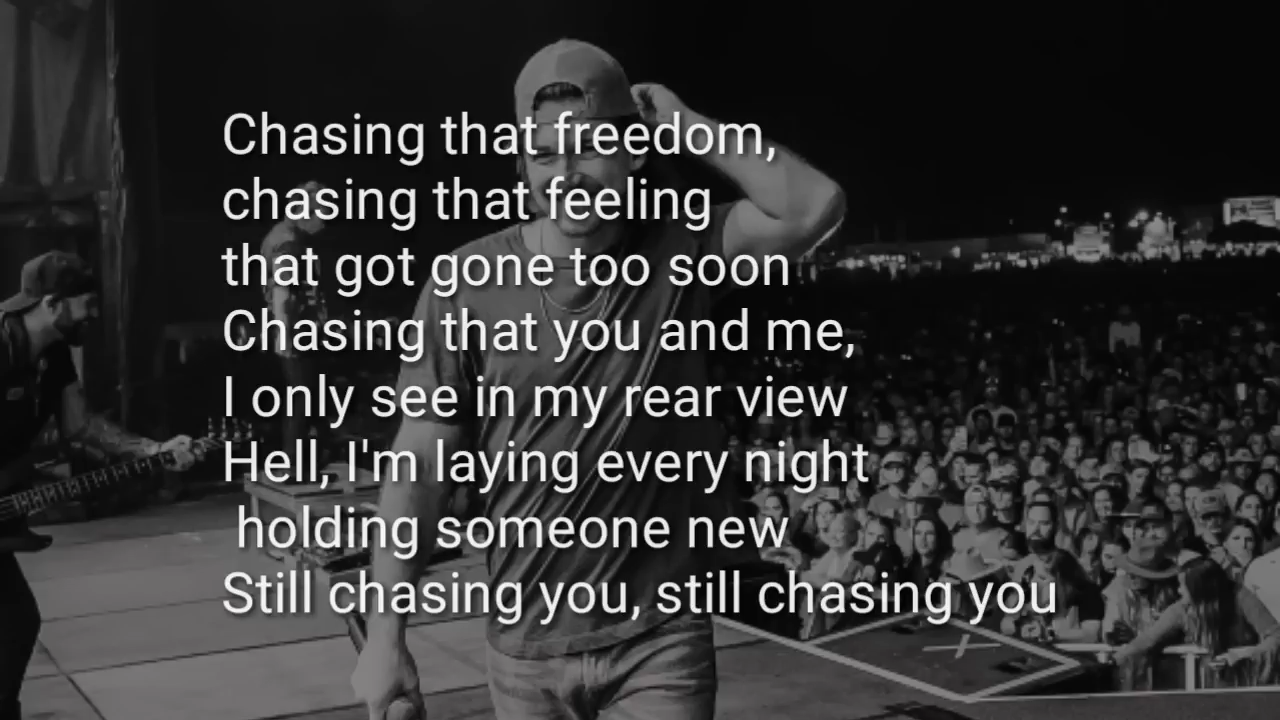 Chasing that freedom,
chasing that feeling
that got gone too soon
Chasing that you and me,
I only see in my rear view
Hell, I'm laying every night
holding someone new
Still chasing you, still chasing you